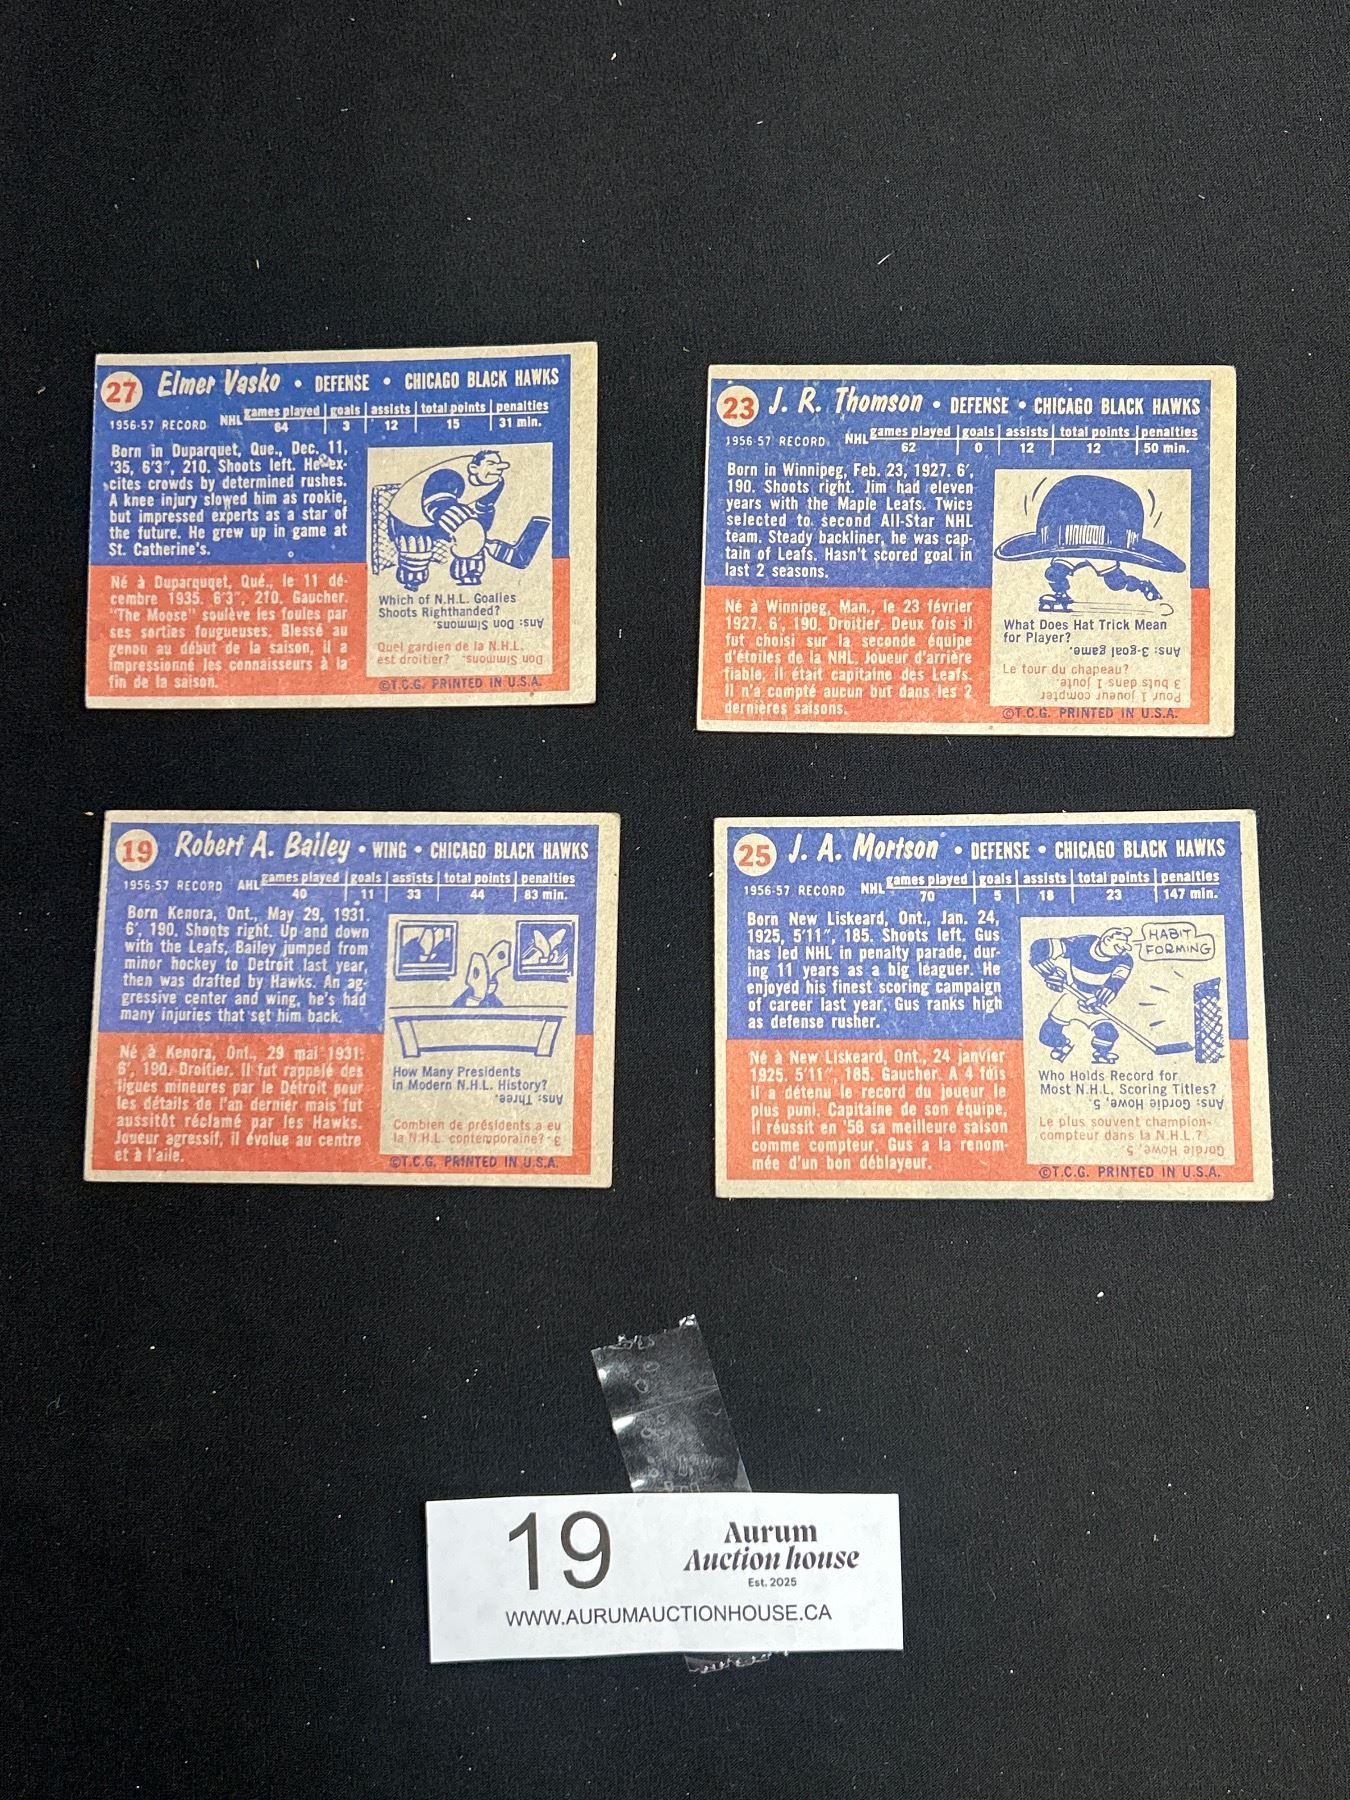 27 Elmer Vasko • DEFENSE • CHICAGO BLACK HAWKS
1956-57 RECORD NHL games played goals assists total points penalties
64 3 12 15 31 min.
Born in Duparquet, Que., Dec. 11,
'35, 6'3", 210. Shoots left. He ex-
cites crowds by determined rushes.
A knee injury slowed him as rookie,
but impressed experts as a star of
the future. He grew up in game at
St. Catherine's.
Né à Duparquqet, Qué., le 11 dé-
cembre 1935. 6'3", 210. Gaucher.
"The Moose" soulève les foules par
ses sorties fougueuses. Blessé au
genou au début de la saison, il a
impressionné les connaisseurs à la
fin de la saison.
Which of N.H.L. Goalies
Shoots Righthanded?
Ans: Don Simmons.
Quel gardien de la N.H.L.
est droitier? Don Simmons.
©T.C.G. PRINTED IN U.S.A.
23 J. R. Thomson • DEFENSE • CHICAGO BLACK HAWKS
1956-57 RECORD NHL games played goals assists total points penalties
62 0 12 12 50 min.
Born in Winnipeg, Feb. 23, 1927. 6',
190. Shoots right. Jim had eleven
years with the Maple Leafs. Twice
selected to second All-Star NHL
team. Steady backliner, he was cap-
tain of Leafs. Hasn't scored goal in
last 2 seasons.
Né à Winnipeg, Man., le 23 février
1927. 6', 190. Droitier. Deux fois il
fut choisi sur la seconde équipe
d'étoiles de la NHL. Joueur d'arrière
fiable, il était capitaine des Leafs.
Il n'a compté aucun but dans les 2
dernières saisons.
What Does Hat Trick Mean
for Player?
Ans: 3-goal game.
Le tour du chapeau?
Pour 1 joueur compter
3 buts dans 1 joute.
©T.C.G. PRINTED IN U.S.A.
19 Robert A. Bailey • WING • CHICAGO BLACK HAWKS
1956-57 RECORD AHL games played goals assists total points penalties
40 11 33 44 83 min.
Born Kenora, Ont., May 29, 1931.
6', 190. Shoots right. Up and down
with the Leafs, Bailey jumped from
minor hockey to Detroit last year,
then was drafted by Hawks. An ag-
gressive center and wing, he's had
many injuries that set him back.
Né à Kenora, Ont., 29 mai 1931.
6', 190. Droitier. Il fut rappelé des
ligues mineures par le Détroit pour
les détails de l'an dernier mais fut
aussitôt réclamé par les Hawks.
Joueur agressif, il évolue au centre
et à l'aile.
How Many Presidents
in Modern N.H.L. History?
Ans: Three.
Combien de présidents a eu
la N.H.L. contemporaine? - 3
©T.C.G. PRINTED IN U.S.A.
25 J. A. Mortson • DEFENSE • CHICAGO BLACK HAWKS
1956-57 RECORD NHL games played goals assists total points penalties
70 5 18 23 147 min.
Born New Liskeard, Ont., Jan. 24,
1925, 5'11", 185. Shoots left. Gus
has led NHL in penalty parade, dur-
ing 11 years as a big leaguer. He
enjoyed his finest scoring campaign
of career last year. Gus ranks high
as defense rusher.
Né à New Liskeard, Ont., 24 janvier
1925. 5'11", 185. Gaucher. A 4 fois
il a détenu le record du joueur le
plus puni. Capitaine de son équipe,
il réussit en '56 sa meilleure saison
comme compteur. Gus a la renom-
mée d'un bon déblayeur.
HABIT
FORMING
Who Holds Record for
Most N.H.L. Scoring Titles?
Ans: Gordie Howe, 5.
Le plus souvent champion-
compteur dans la N.H.L.?
Gordie Howe, 5
©T.C.G. PRINTED IN U.S.A.
19
Aurum
Auction house
Est. 2025
WWW.AURUMAUCTIONHOUSE.CA